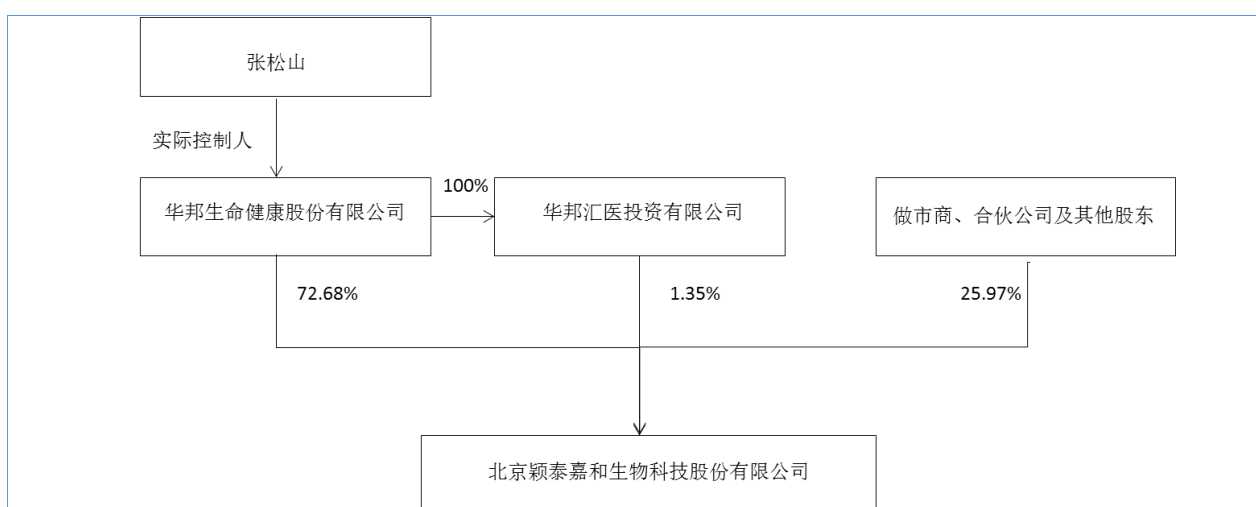 张松山
实际控制人
华邦生命健康股份有限公司
100%
华邦汇医投资有限公司
做市商、合伙公司及其他股东
72.68%
1.35%
25.97%
北京颖泰嘉和生物科技股份有限公司